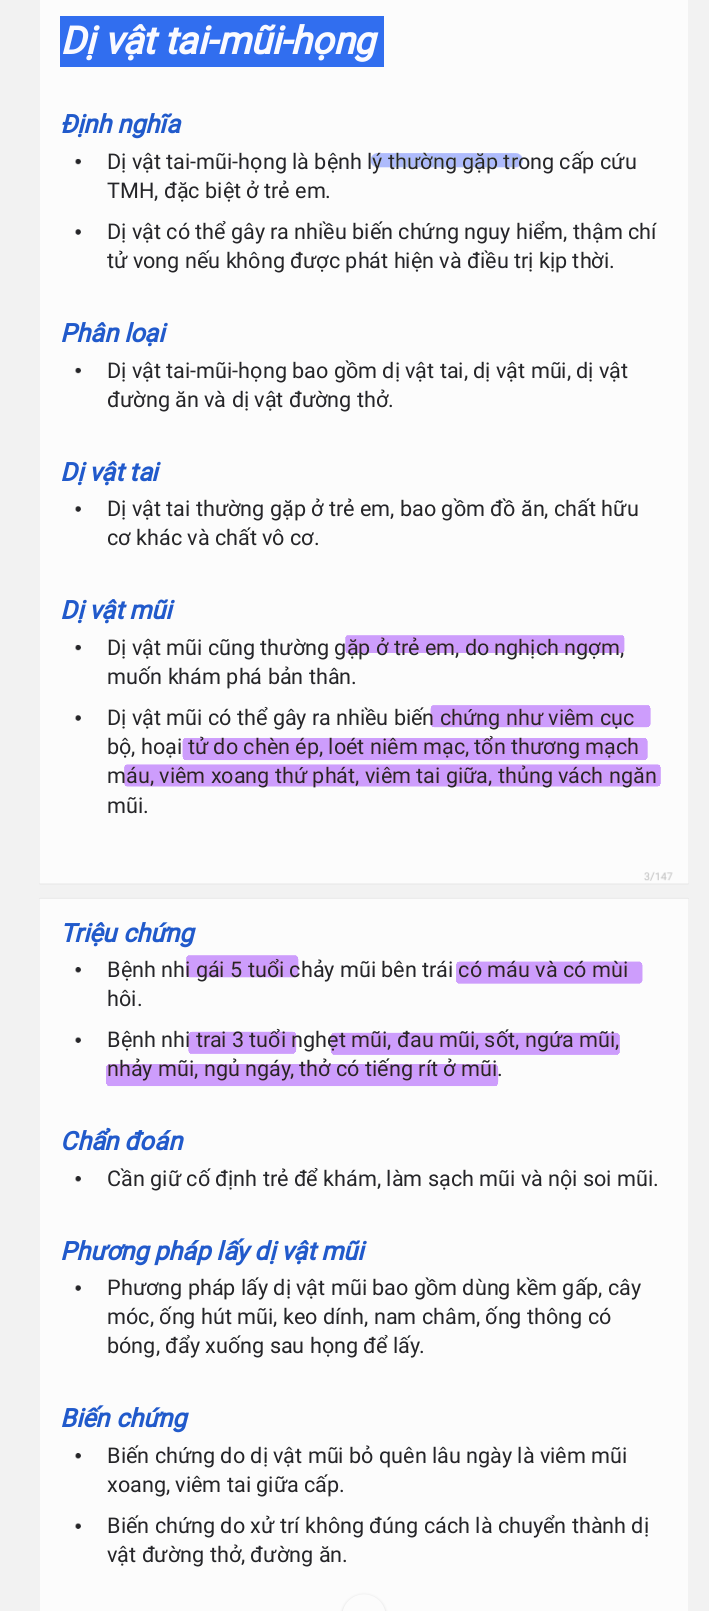 Dị vật tai-mũi-họng
Định nghĩa
• Dị vật tai-mũi-họng là bệnh lý thường gặp trong cấp cứu
TMH, đặc biệt ở trẻ em.
• Dị vật có thể gây ra nhiều biến chứng nguy hiểm, thậm chí
tử vong nếu không được phát hiện và điều trị kịp thời.
Phân loại
• Dị vật tai-mũi-họng bao gồm dị vật tai, dị vật mũi, dị vật
đường ăn và dị vật đường thở.
Dị vật tai
• Dị vật tai thường gặp ở trẻ em, bao gồm đồ ăn, chất hữu
cơ khác và chất vô cơ.
Dị vật mũi
• Dị vật mũi cũng thường gặp ở trẻ em, do nghịch ngợm,
muốn khám phá bản thân.
• Dị vật mũi có thể gây ra nhiều biến chứng như viêm cục
bộ, hoại tử do chèn ép, loét niêm mạc, tổn thương mạch
máu, viêm xoang thứ phát, viêm tai giữa, thủng vách ngăn
mũi.
3/147
Triệu chứng
• Bệnh nhi gái 5 tuổi chảy mũi bên trái có máu và có mùi
hôi.
• Bệnh nhi trai 3 tuổi nghẹt mũi, đau mũi, sốt, ngứa mũi,
nhảy mũi, ngủ ngáy, thở có tiếng rít ở mũi.
Chẩn đoán
• Cần giữ cố định trẻ để khám, làm sạch mũi và nội soi mũi.
Phương pháp lấy dị vật mũi
• Phương pháp lấy dị vật mũi bao gồm dùng kềm gấp, cây
móc, ống hút mũi, keo dính, nam châm, ống thông có
bóng, đẩy xuống sau họng để lấy.
Biến chứng
• Biến chứng do dị vật mũi bỏ quên lâu ngày là viêm mũi
xoang, viêm tai giữa cấp.
• Biến chứng do xử trí không đúng cách là chuyển thành dị
vật đường thở, đường ăn.